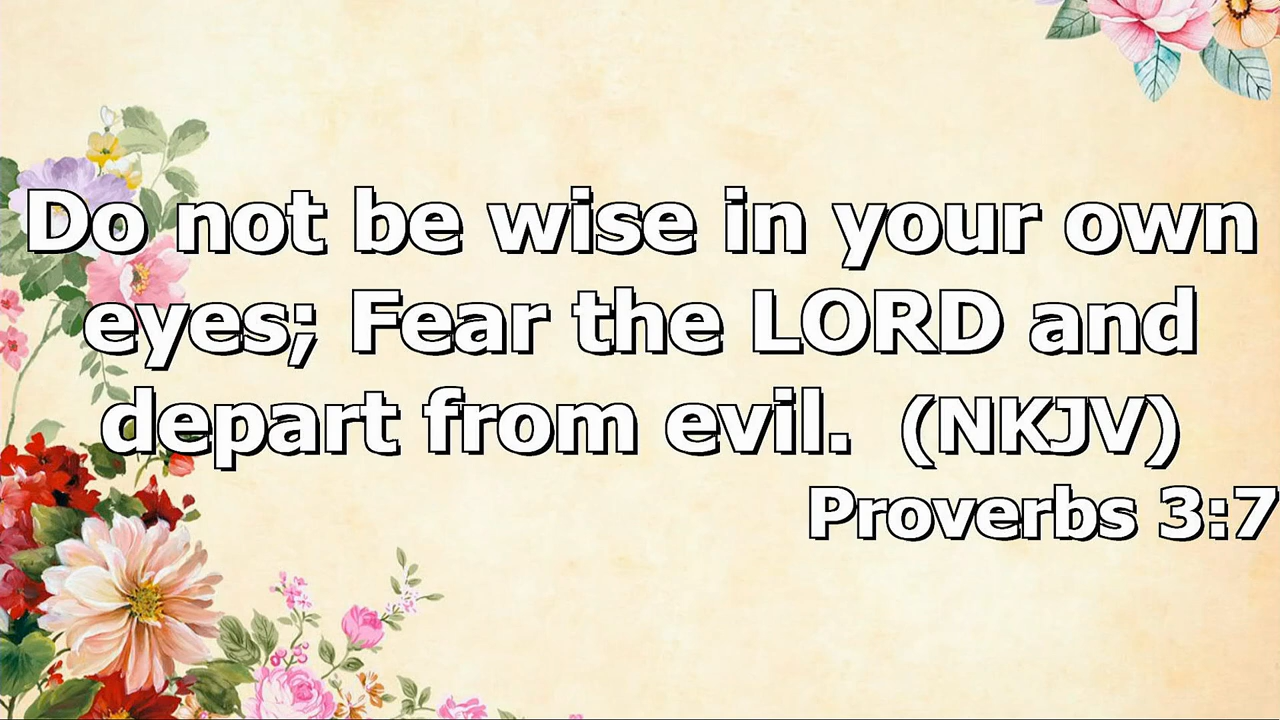 Do not be wise in your own
eyes; Fear the LORD and
depart from evil.  (NKJV)
Proverbs 3:7